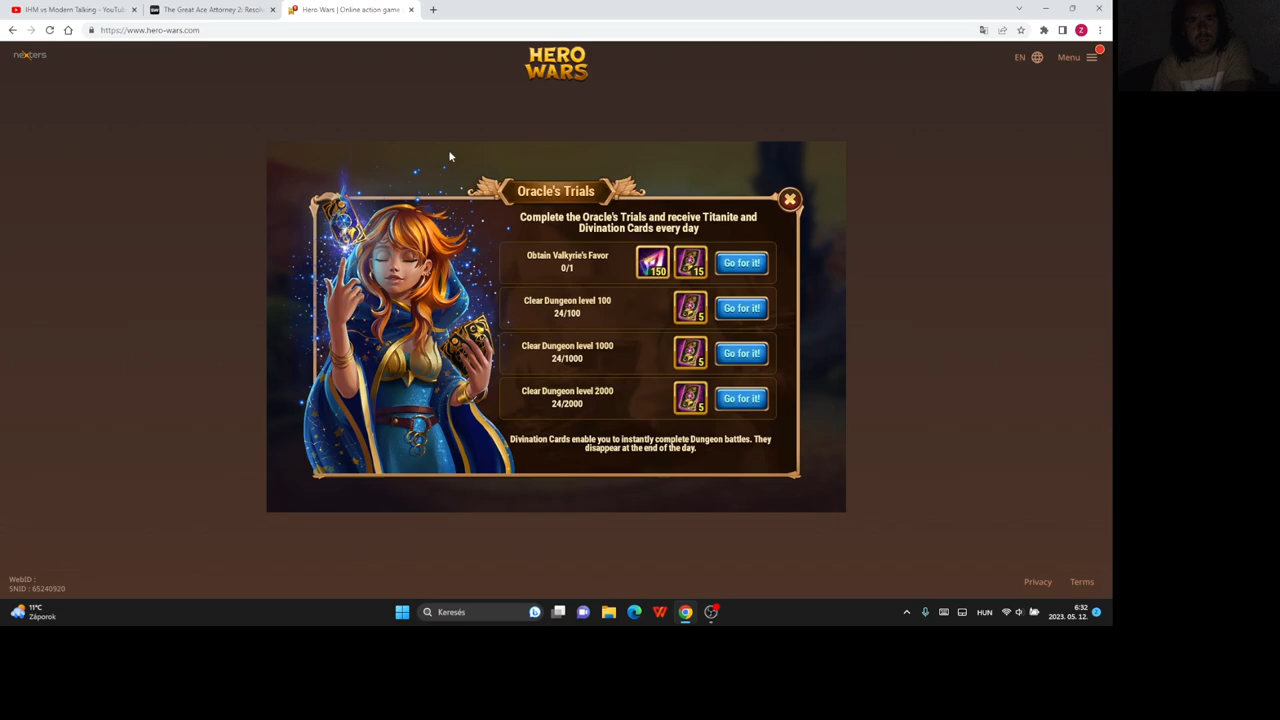 IHM vs Modern Talking - YouTub
The Great Ace Attorney 2: Resolv
Hero Wars | Online action game
https://www.hero-wars.com
nexters
HERO
WARS
EN
Menu
Oracle's Trials
Complete the Oracle's Trials and receive Titanite and
Divination Cards every day
Obtain Valkyrie's Favor
0/1
150
15
Go for it!
Clear Dungeon level 100
24/100
5
Go for it!
Clear Dungeon level 1000
24/1000
5
Go for it!
Clear Dungeon level 2000
24/2000
5
Go for it!
Divination Cards enable you to instantly complete Dungeon battles. They
disappear at the end of the day.
WebID :
SNID : 65240920
Privacy
Terms
11°C
Záporok
Keresés
HUN
6:32
2023. 05. 12.
2